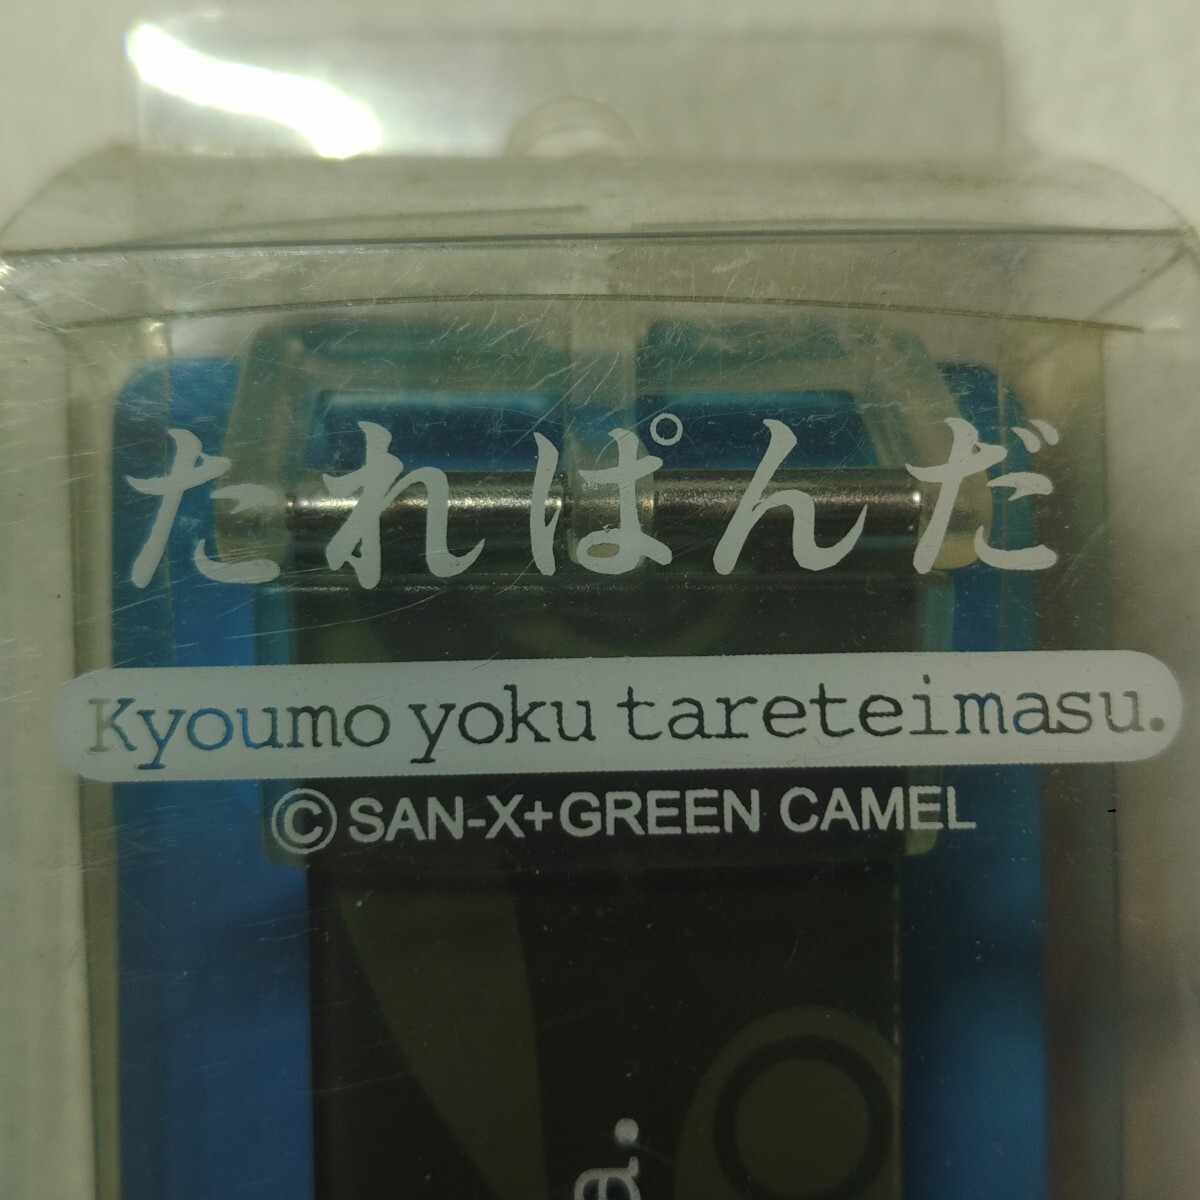 たれぱんだ
Kyoumo yoku tareteimasu.
© SAN-X+GREEN CAMEL
a.